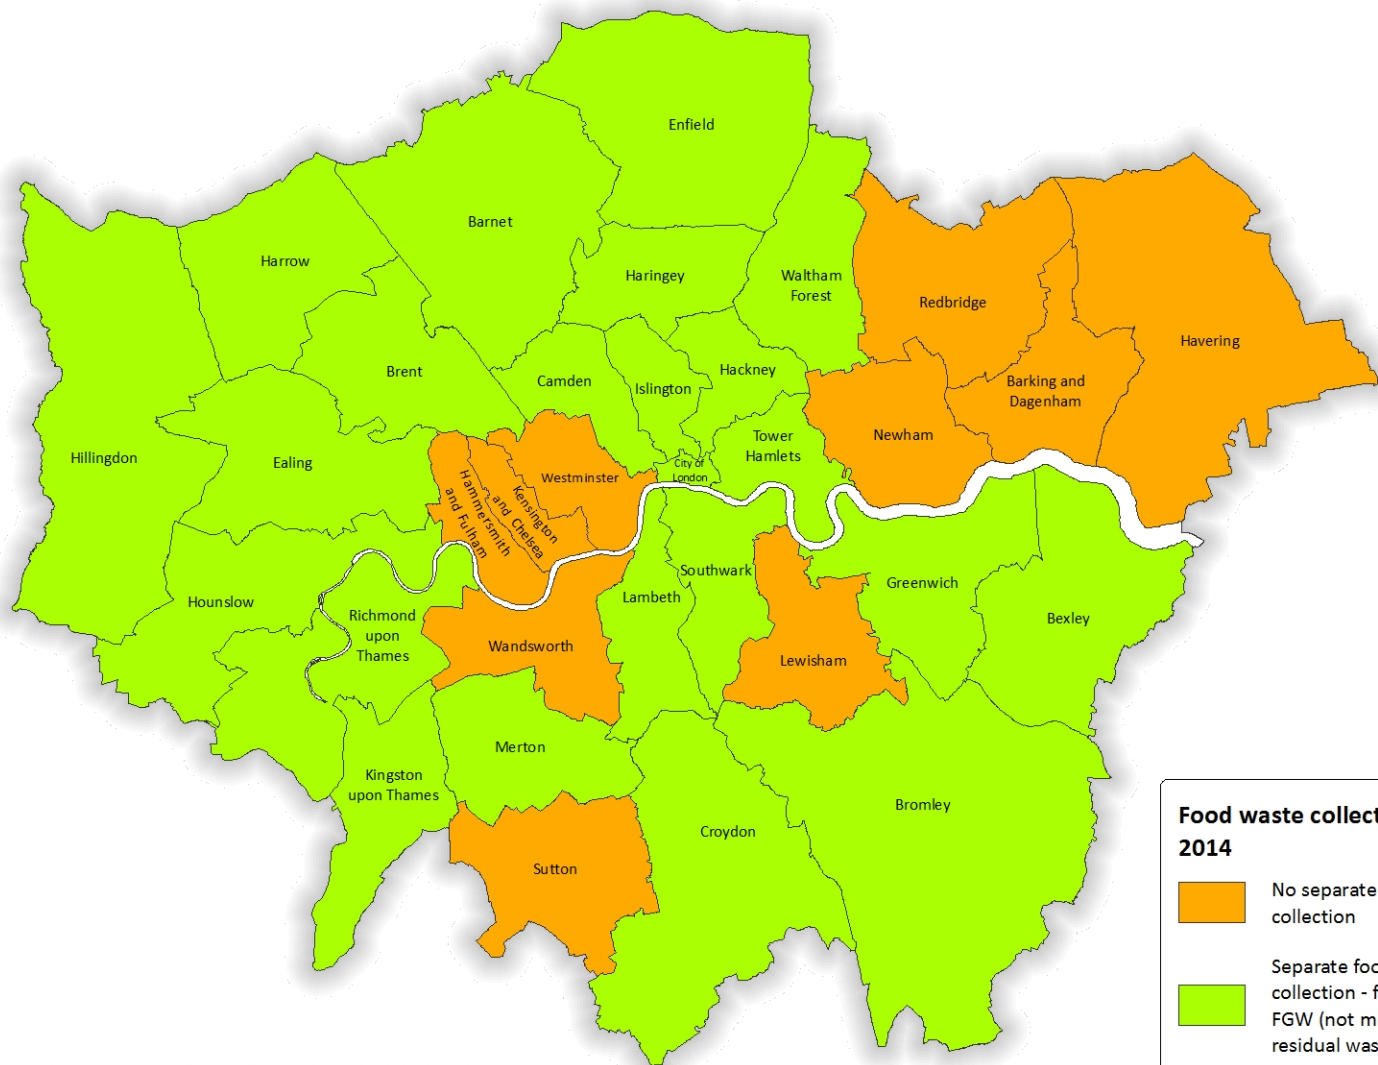 Enfield
Barnet
Harrow
Haringey
Waltham
Forest
Redbridge
Havering
Brent
Camden
Islington
Hackney
Barking and
Dagenham
Hillingdon
Ealing
Newham
Tower
Hamlets
City of
London
Westminster
Kensington
and Chelsea
Hammersmith
and Fulham
Hounslow
Richmond
upon
Thames
Wandsworth
Lambeth
Southwark
Lewisham
Greenwich
Bexley
Merton
Kingston
upon Thames
Sutton
Croydon
Bromley
Food waste collect
2014
No separate
collection
Separate foo
collection - f
FGW (not m
residual was